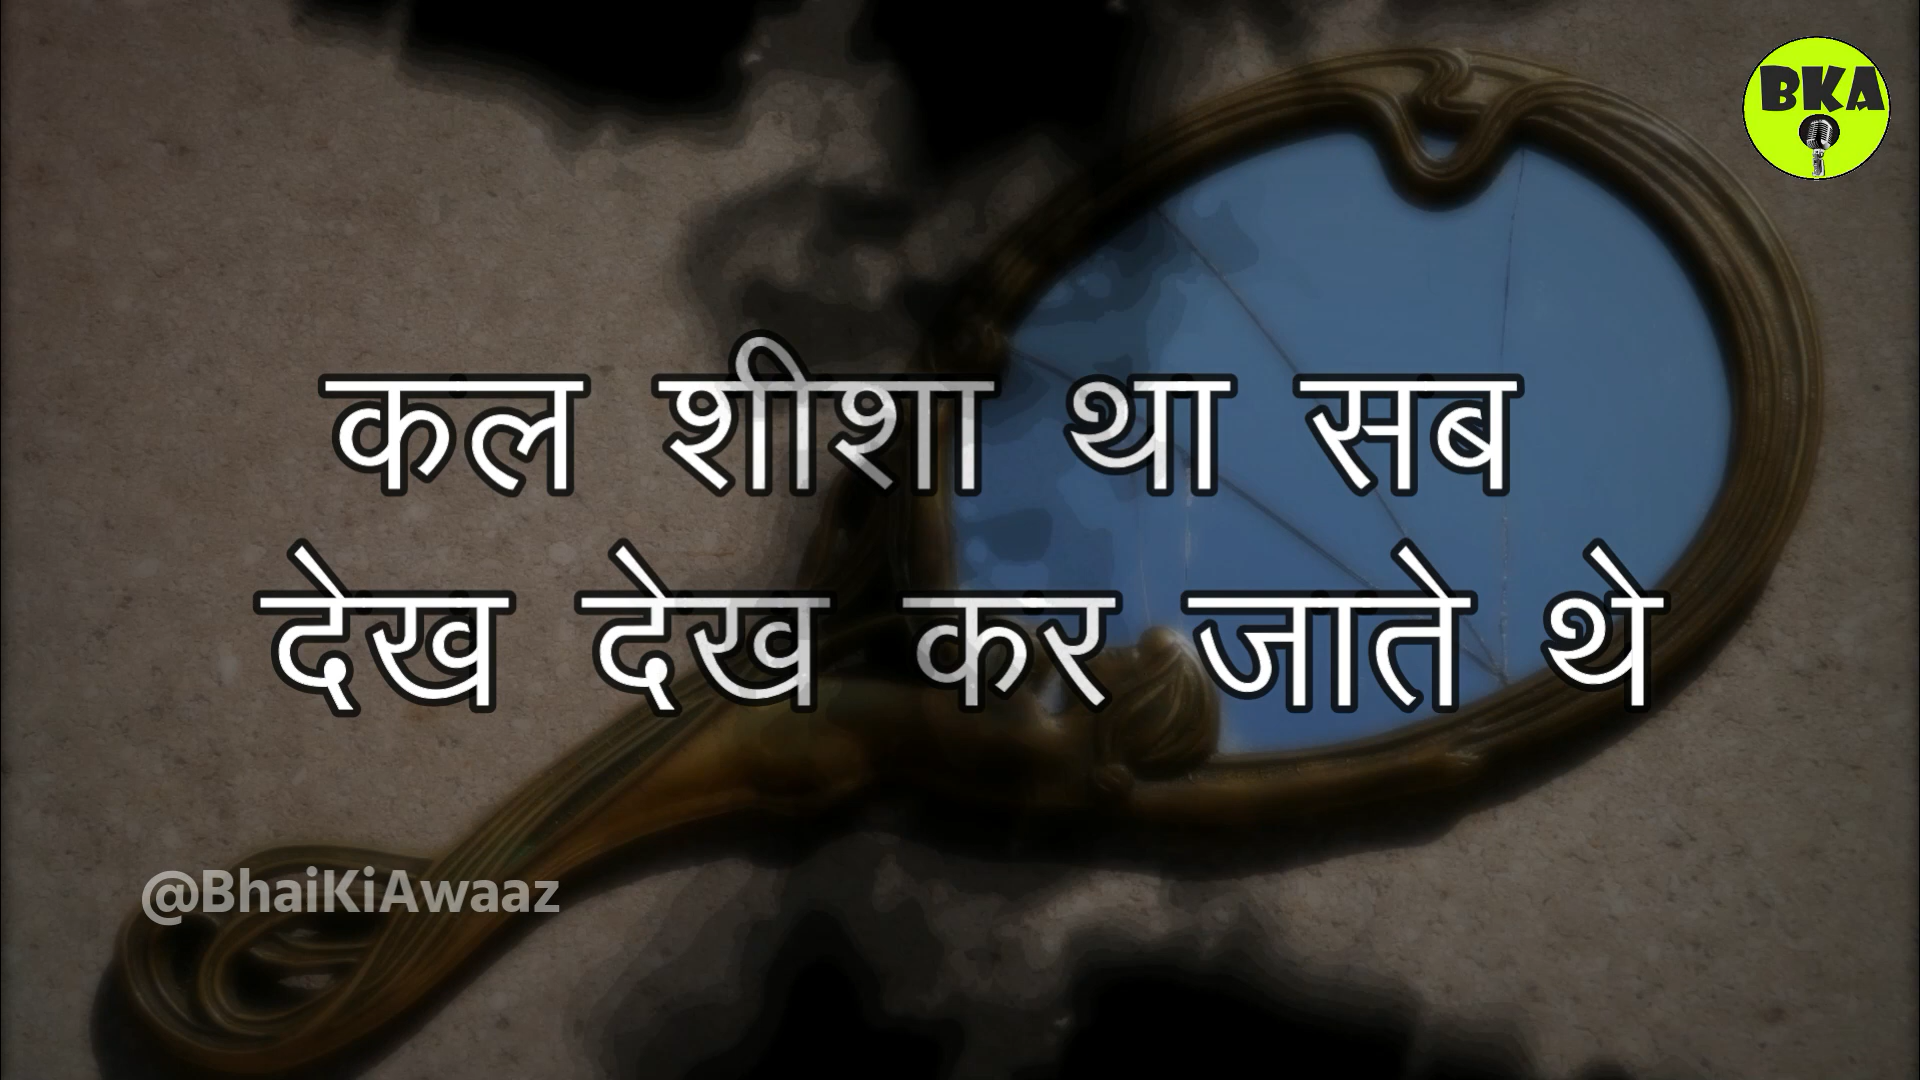 BKA
कल शीशा था सब
देख देख कर जाते थे
@BhaiKiAwaaz